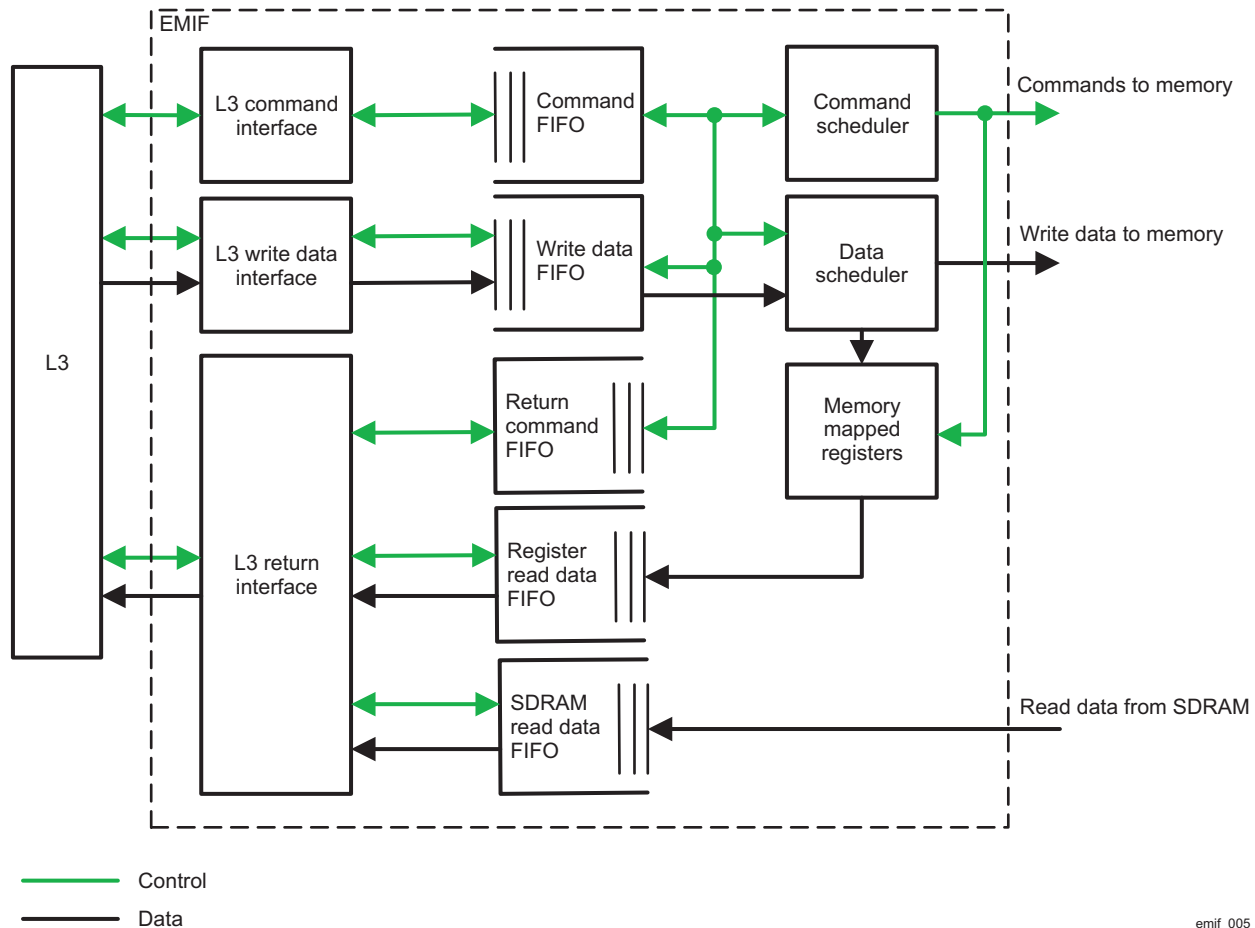 EMIF
L3 command
interface
Command
FIFO
Command
scheduler
Commands to memory
L3 write data
interface
Write data
FIFO
Data
scheduler
Write data to memory
L3
Return
command
FIFO
Memory
mapped
registers
L3 return
interface
Register
read data
FIFO
SDRAM
read data
FIFO
Read data from SDRAM
Control
Data
emif_005